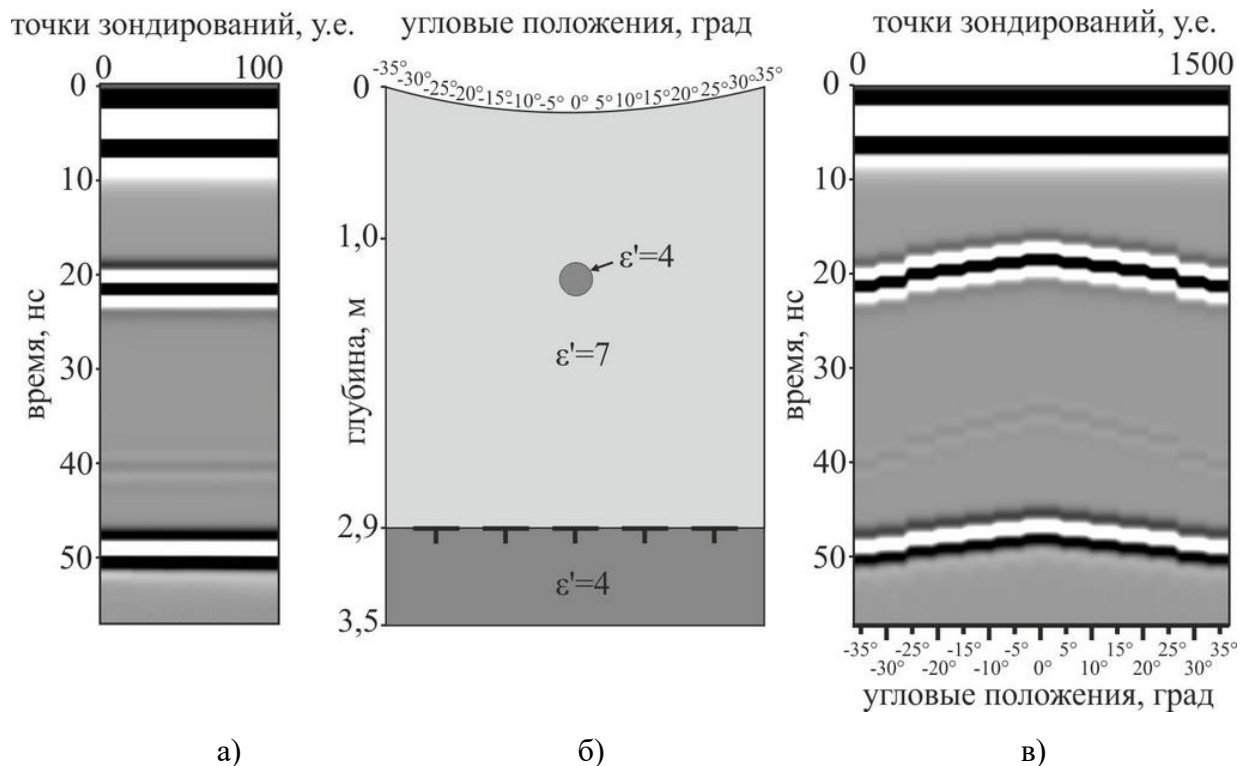 точки зондирований, у.е.
0 100
0
10
20
30
40
50
время, нс
угловые положения, град
-35° -30° -25° -20° -15° -10° -5° 0° 5° 10° 15° 20° 25° 30° 35°
0
1,0
2,9
3,5
глубина, м
ε'=4
ε'=7
ε'=4
точки зондирований, у.е.
0 1500
0
10
20
30
40
50
время, нс
-35° -25° -15° -5° 5° 15° 25° 35°
-30° -20° -10° 0° 10° 20° 30°
угловые положения, град
а) б) в)